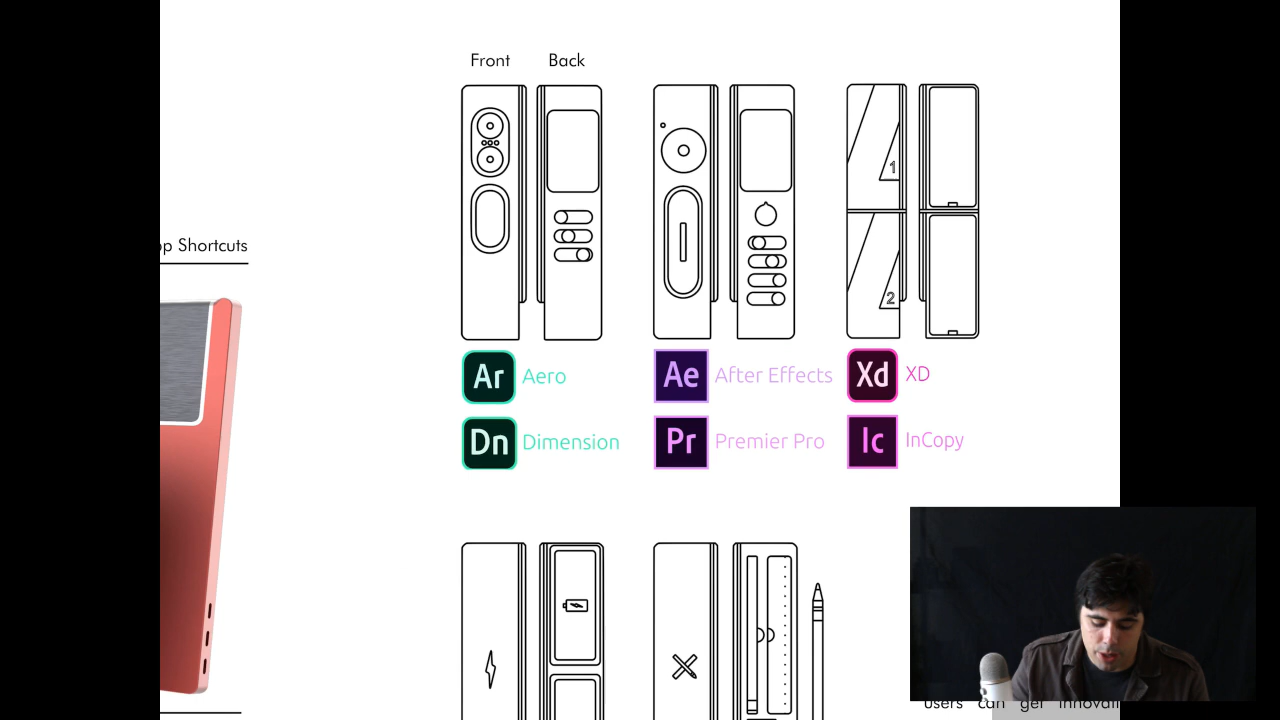 Front Back
pp Shortcuts
1
2
Ar Aero
Ae After Effects
Xd XD
Dn Dimension
Pr Premier Pro
Ic InCopy
users can get